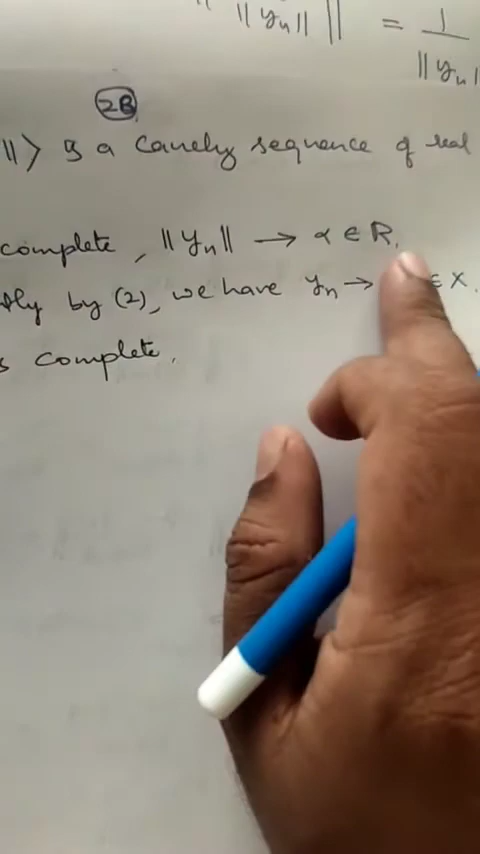 ‖yₙ‖ ‖ = 1/‖yₙ‖
2B
‖⟩ is a Cauchy sequence of real
complete, ‖yₙ‖ → α ∈ R.
by (2), we have yₙ → ∈ X.
complete.